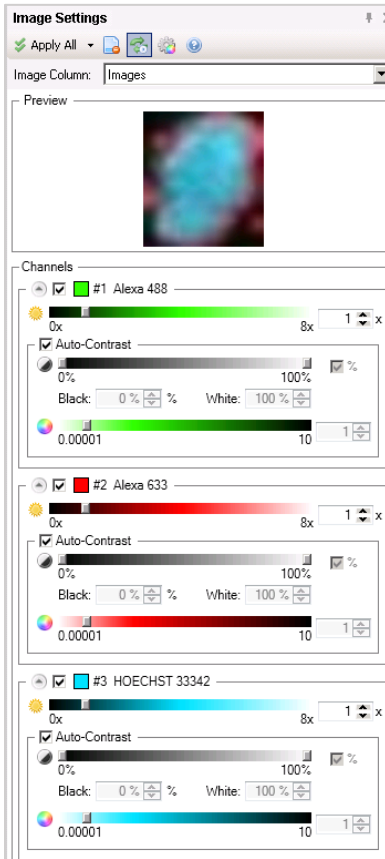 Image Settings
Apply All
Image Column: Images
Preview
Channels
#1 Alexa 488
1 x
0x 8x
Auto-Contrast
%
0% 100%
Black: 0 % % White: 100 %
1
0.00001 10
#2 Alexa 633
1 x
0x 8x
Auto-Contrast
%
0% 100%
Black: 0 % % White: 100 %
1
0.00001 10
#3 HOECHST 33342
1 x
0x 8x
Auto-Contrast
%
0% 100%
Black: 0 % % White: 100 %
1
0.00001 10